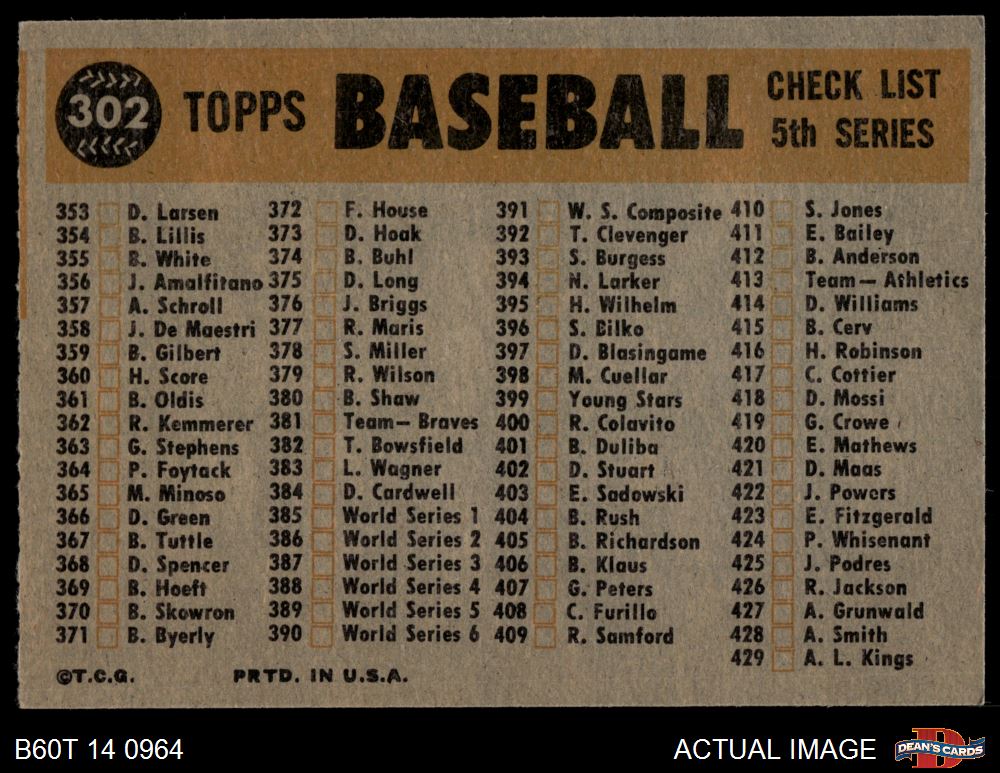 302 TOPPS BASEBALL CHECK LIST
5th SERIES
353 D. Larsen
354 B. Lillis
355 B. White
356 J. Amalfitano
357 A. Schroll
358 J. De Maestri
359 B. Gilbert
360 H. Score
361 B. Oldis
362 R. Kemmerer
363 G. Stephens
364 P. Foytack
365 M. Minoso
366 D. Green
367 B. Tuttle
368 D. Spencer
369 B. Hoeft
370 B. Skowron
371 B. Byerly
372 F. House
373 D. Hoak
374 B. Buhl
375 D. Long
376 J. Briggs
377 R. Maris
378 S. Miller
379 R. Wilson
380 B. Shaw
381 Team— Braves
382 T. Bowsfield
383 L. Wagner
384 D. Cardwell
385 World Series 1
386 World Series 2
387 World Series 3
388 World Series 4
389 World Series 5
390 World Series 6
391 W. S. Composite
392 T. Clevenger
393 S. Burgess
394 N. Larker
395 H. Wilhelm
396 S. Bilko
397 D. Blasingame
398 M. Cuellar
399 Young Stars
400 R. Colavito
401 B. Duliba
402 D. Stuart
403 E. Sadowski
404 B. Rush
405 B. Richardson
406 B. Klaus
407 G. Peters
408 C. Furillo
409 R. Samford
410 S. Jones
411 E. Bailey
412 B. Anderson
413 Team— Athletics
414 D. Williams
415 B. Cerv
416 H. Robinson
417 C. Cottier
418 D. Mossi
419 G. Crowe
420 E. Mathews
421 D. Maas
422 J. Powers
423 E. Fitzgerald
424 P. Whisenant
425 J. Podres
426 R. Jackson
427 A. Grunwald
428 A. Smith
429 A. L. Kings
©T.C.G. PRTD. IN U.S.A.
B60T 14 0964 ACTUAL IMAGE D DEAN'S CARDS